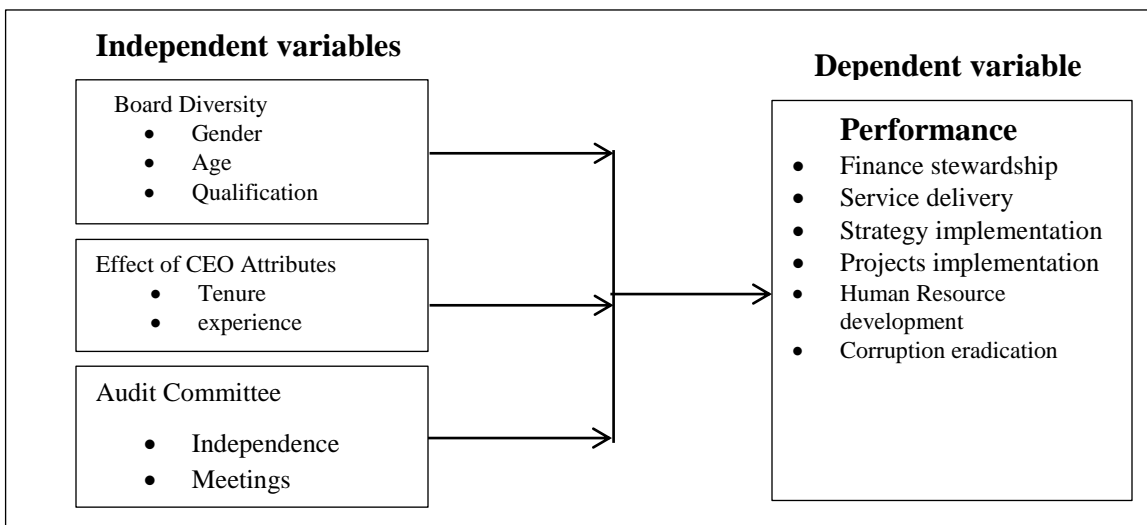 Independent variables
Board Diversity
• Gender
• Age
• Qualification
Effect of CEO Attributes
• Tenure
• experience
Audit Committee
• Independence
• Meetings
Dependent variable
Performance
• Finance stewardship
• Service delivery
• Strategy implementation
• Projects implementation
• Human Resource
development
• Corruption eradication